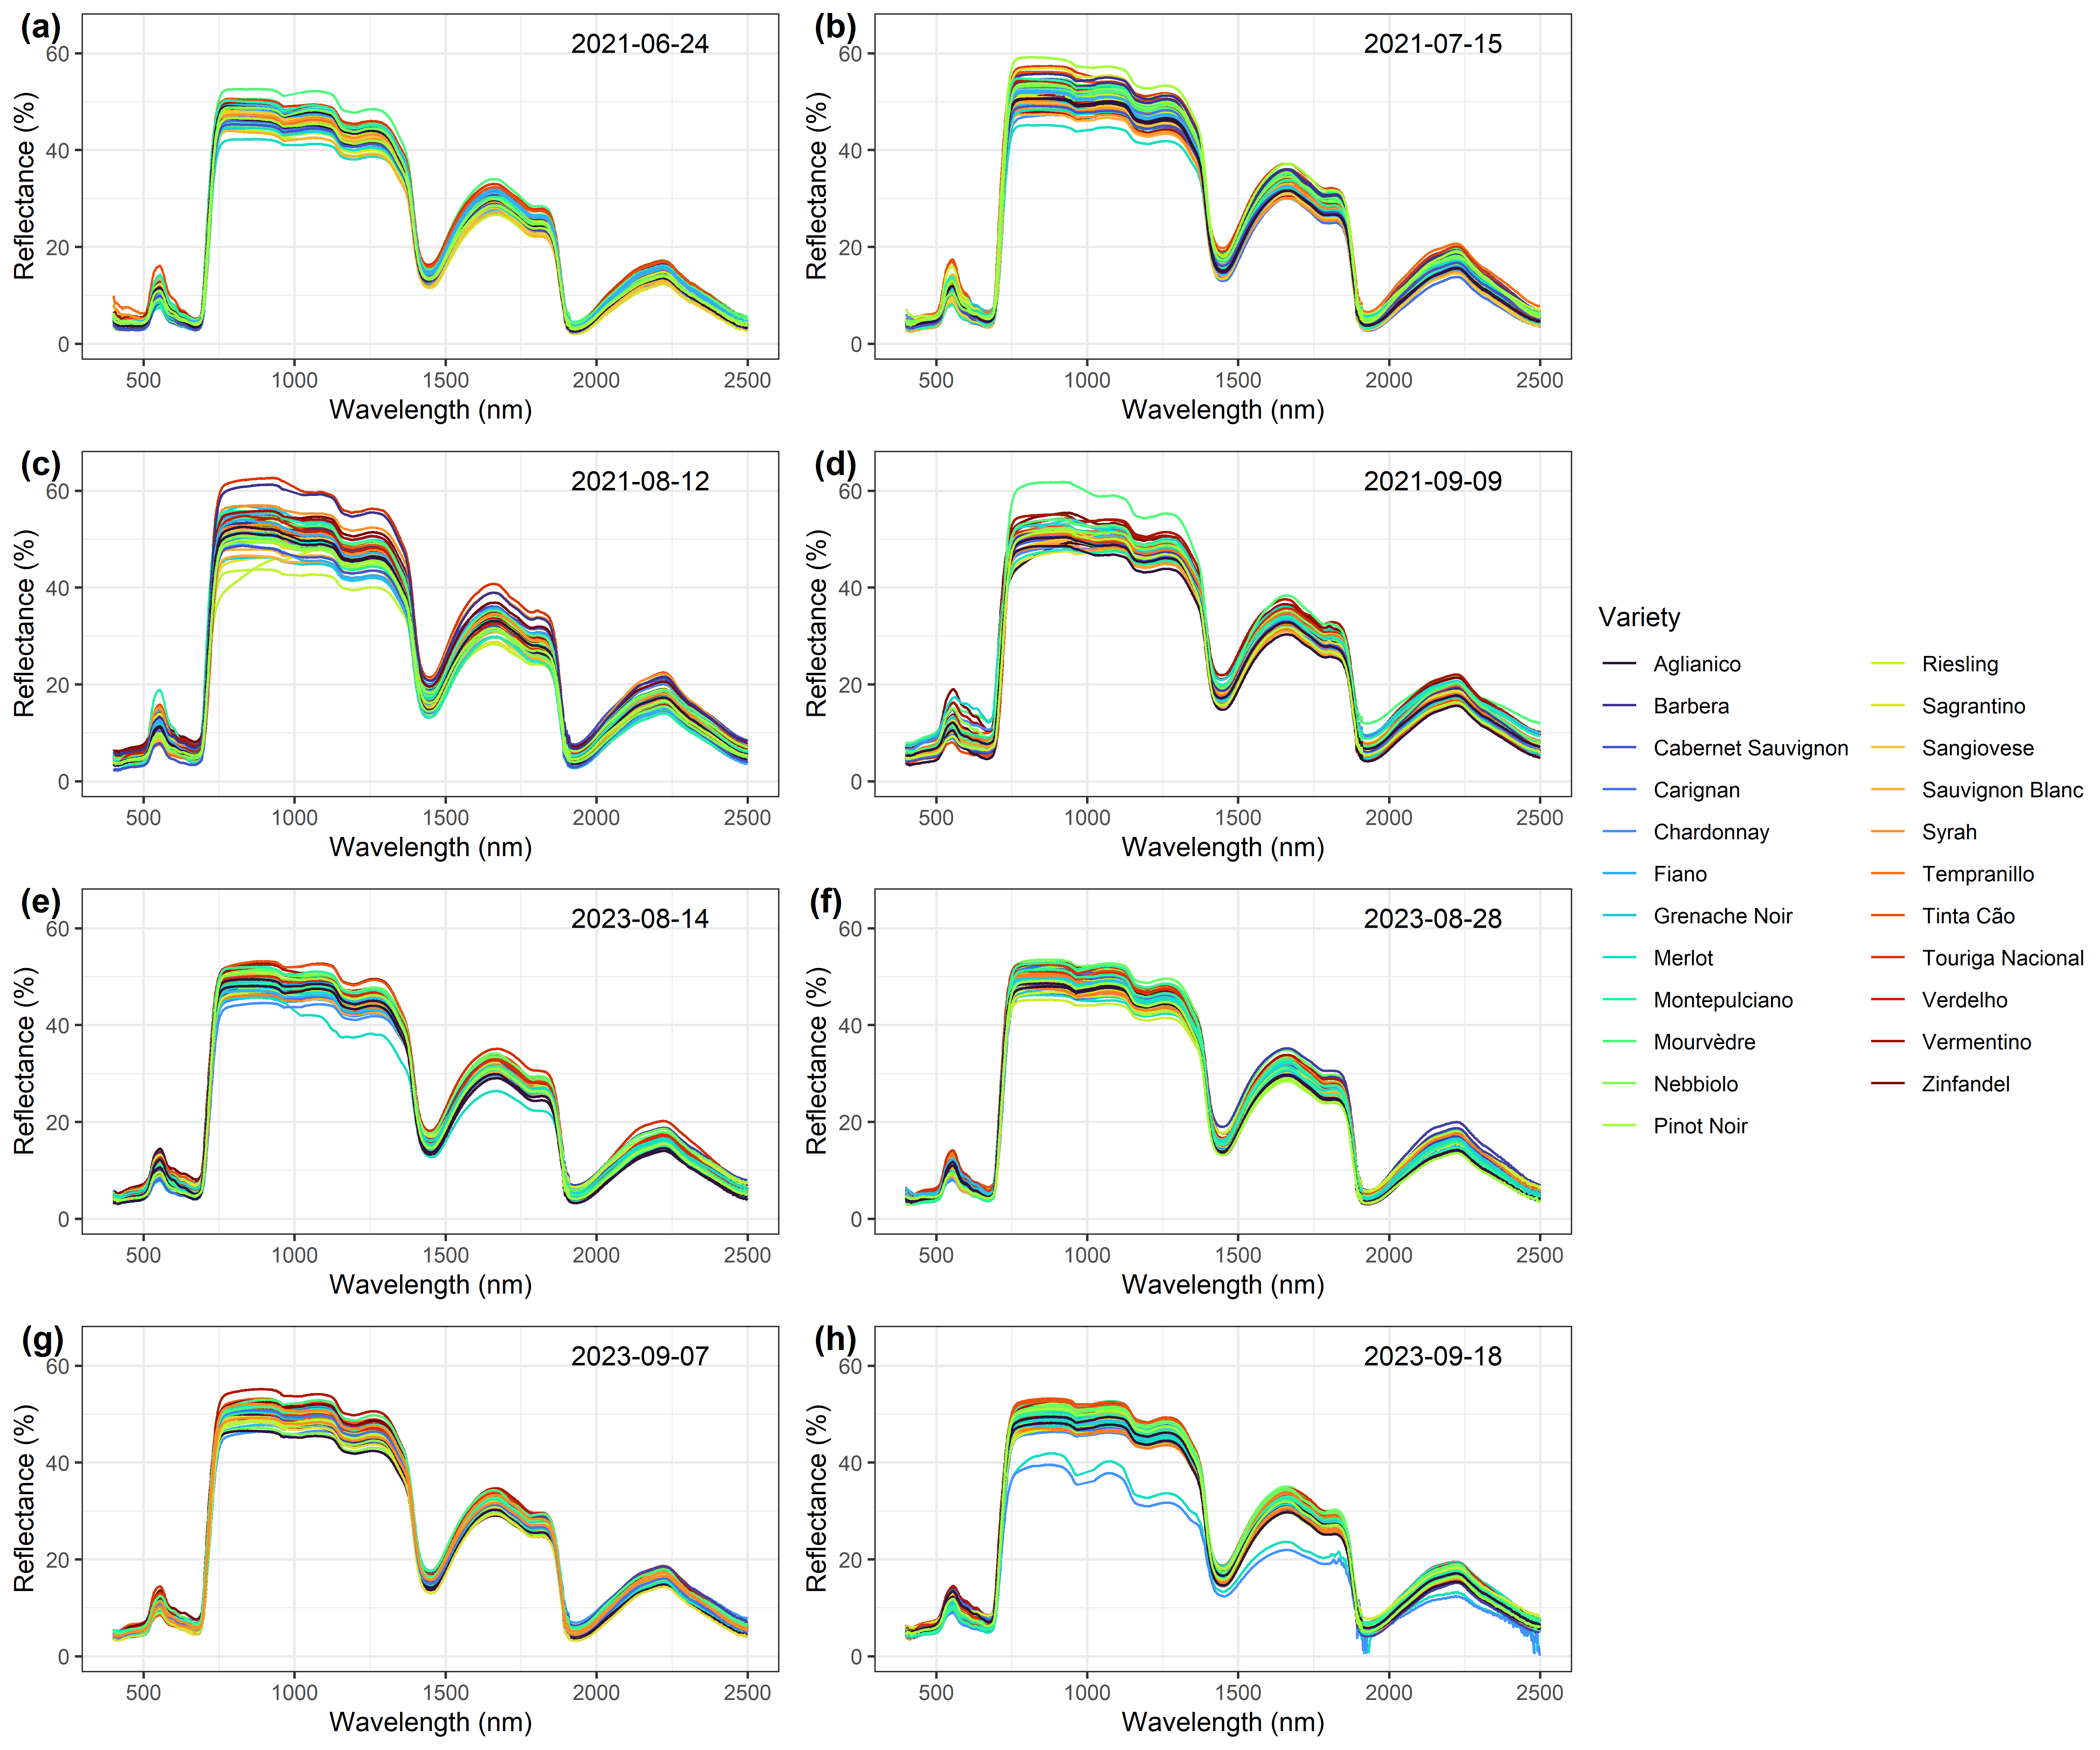 (a)
2021-06-24
60
40
20
0
Reflectance (%)
500 1000 1500 2000 2500
Wavelength (nm)
(b)
2021-07-15
60
40
20
0
Reflectance (%)
500 1000 1500 2000 2500
Wavelength (nm)
(c)
2021-08-12
60
40
20
0
Reflectance (%)
500 1000 1500 2000 2500
Wavelength (nm)
(d)
2021-09-09
60
40
20
0
Reflectance (%)
500 1000 1500 2000 2500
Wavelength (nm)
(e)
2023-08-14
60
40
20
0
Reflectance (%)
500 1000 1500 2000 2500
Wavelength (nm)
(f)
2023-08-28
60
40
20
0
Reflectance (%)
500 1000 1500 2000 2500
Wavelength (nm)
(g)
2023-09-07
60
40
20
0
Reflectance (%)
500 1000 1500 2000 2500
Wavelength (nm)
(h)
2023-09-18
60
40
20
0
Reflectance (%)
500 1000 1500 2000 2500
Wavelength (nm)
Variety
Aglianico
Barbera
Cabernet Sauvignon
Carignan
Chardonnay
Fiano
Grenache Noir
Merlot
Montepulciano
Mourvèdre
Nebbiolo
Pinot Noir
Riesling
Sagrantino
Sangiovese
Sauvignon Blanc
Syrah
Tempranillo
Tinta Cão
Touriga Nacional
Verdelho
Vermentino
Zinfandel